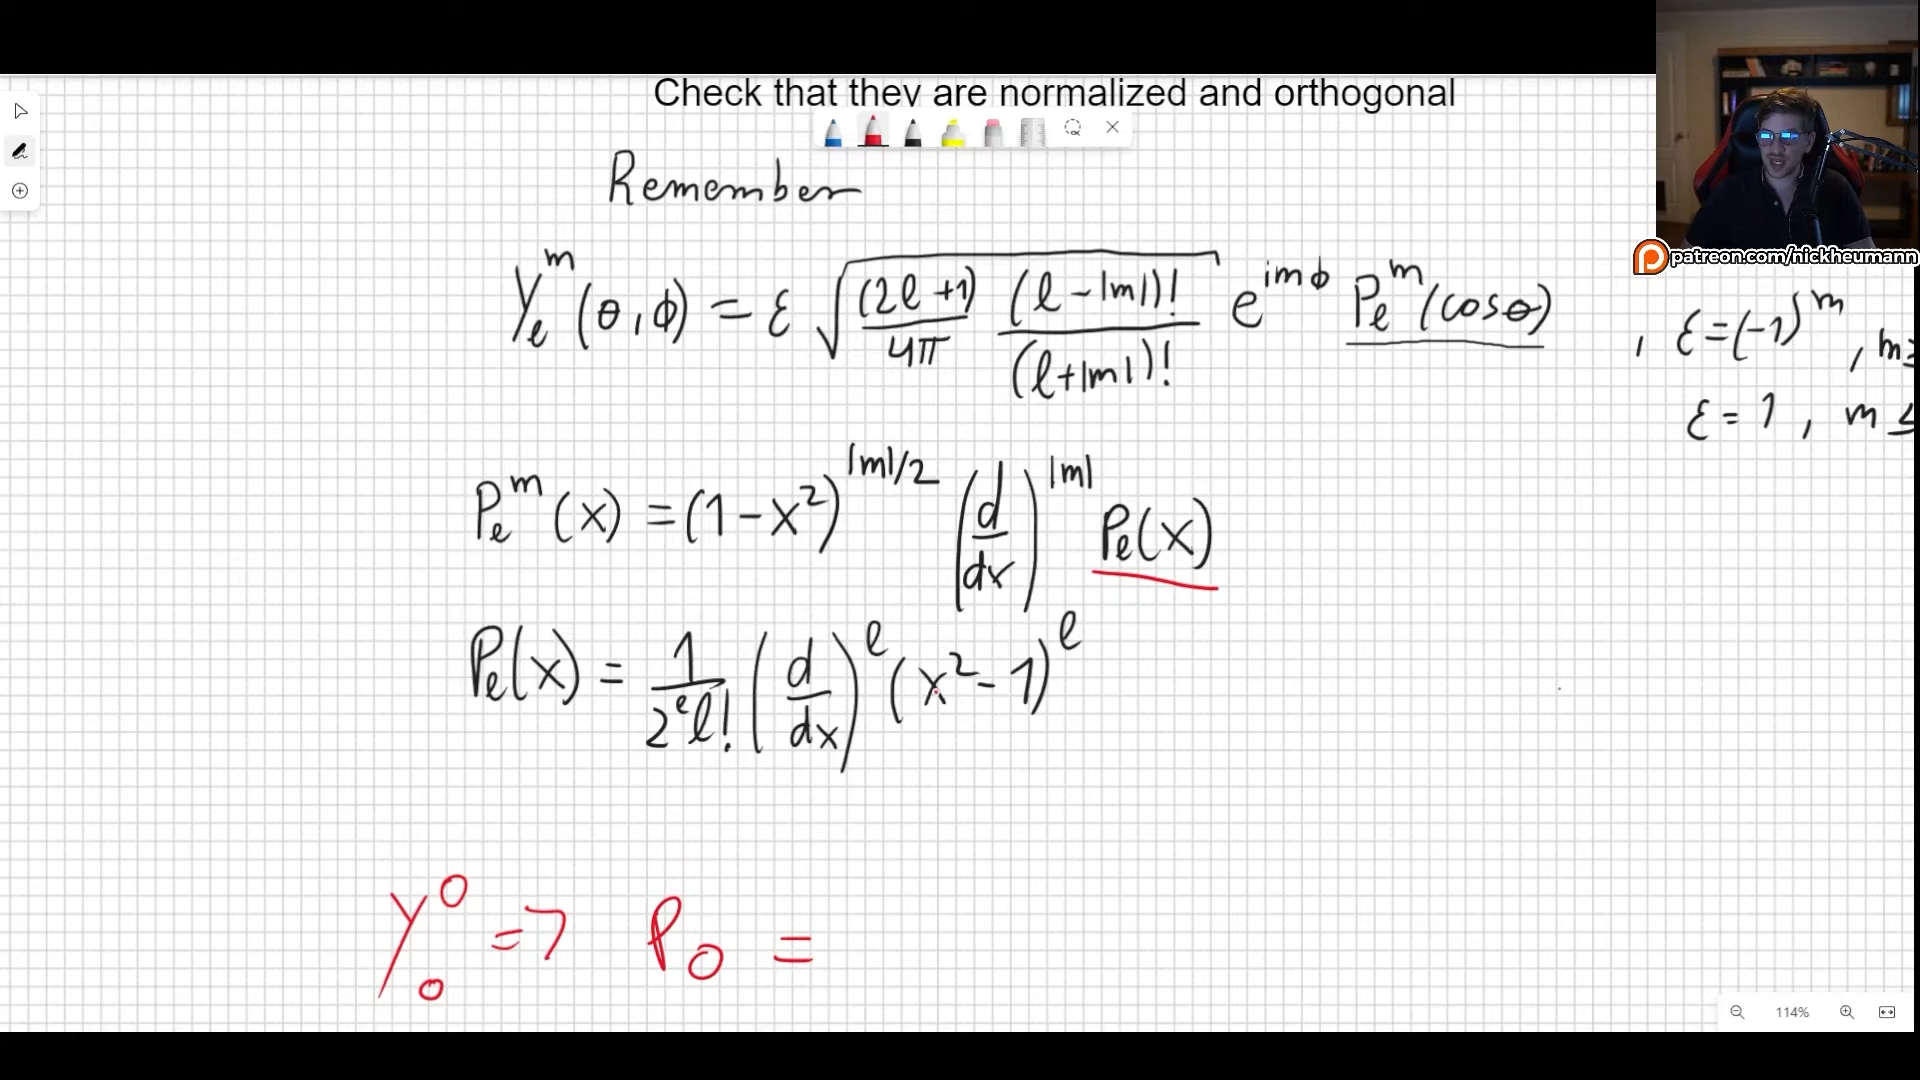 Check that they are normalized and orthogonal
Remember
patreon.com/nickheumann
Y_ℓ^m (θ, ϕ) = ε √((2ℓ+1)/4π (ℓ-|m|)!/(ℓ+|m|)!) e^{imϕ} P_ℓ^m (cosθ) , ε = (-1)^m , m≥
ε = 1 , m ≤
P_ℓ^m (x) = (1-x²)^{|m|/2} (d/dx)^{|m|} P_ℓ(x)
P_ℓ(x) = 1/(2^ℓ ℓ!) (d/dx)^ℓ (x²-1)^ℓ
Y_0^0 => P_0 =
114%